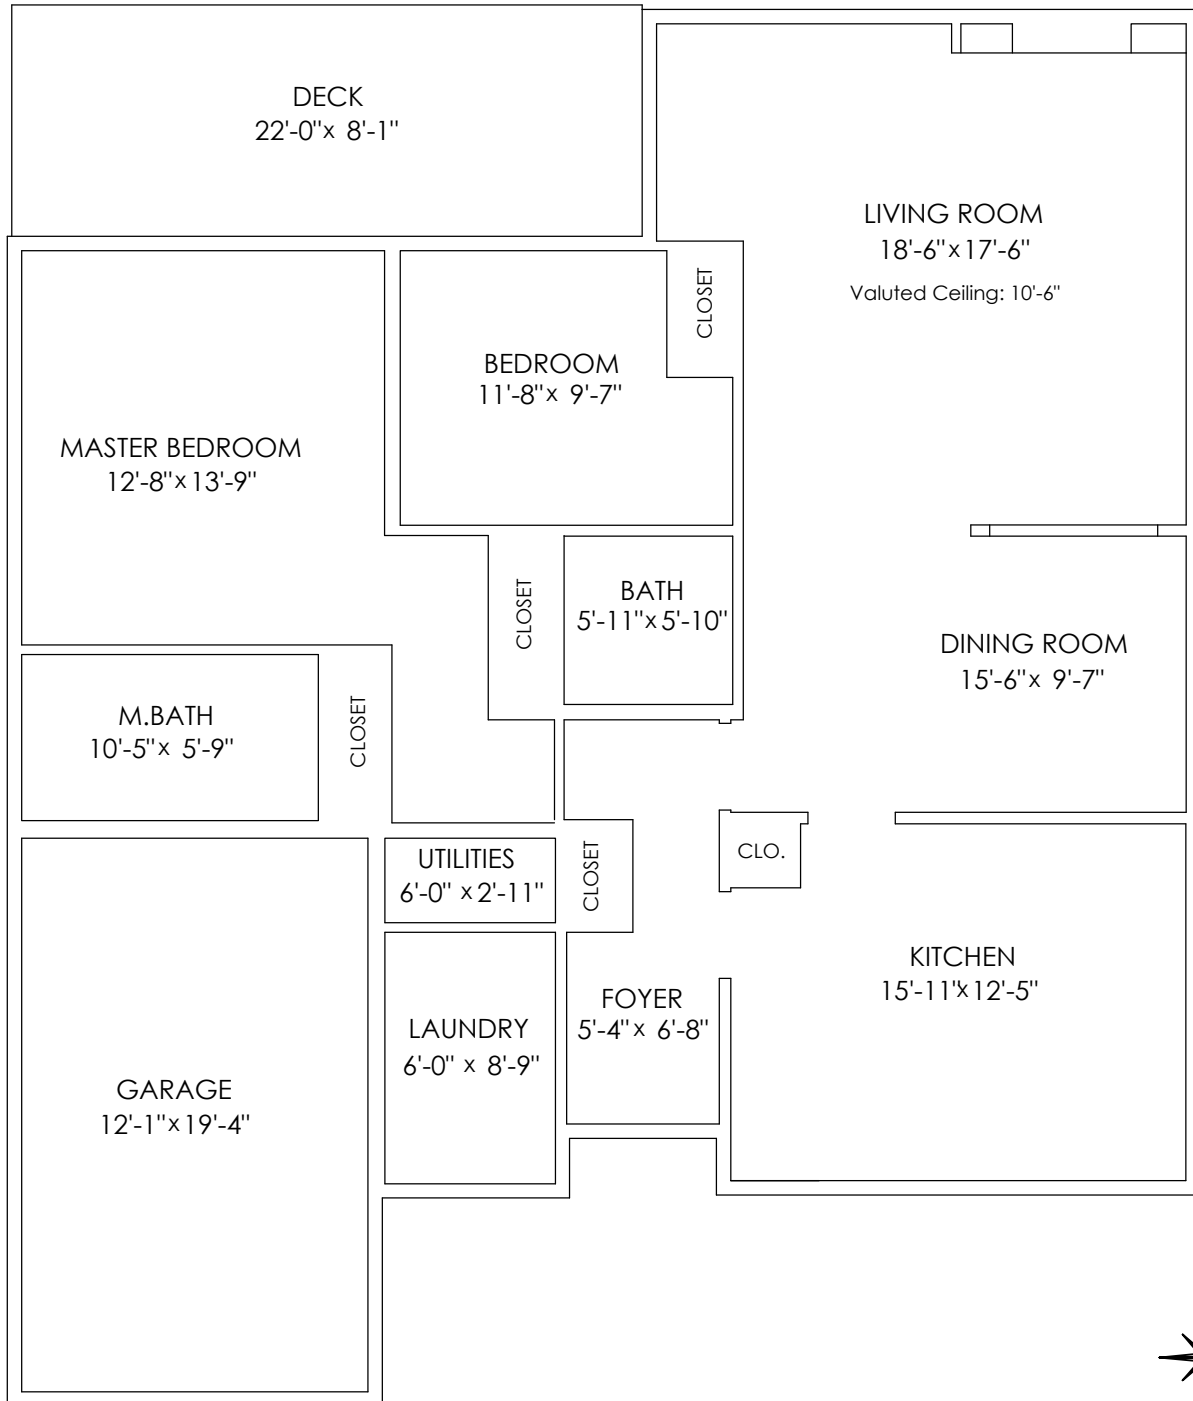 DECK
22'-0"x 8'-1"
LIVING ROOM
18'-6"x17'-6"
Valuted Ceiling: 10'-6"
CLOSET
BEDROOM
11'-8"x 9'-7"
MASTER BEDROOM
12'-8"x13'-9"
CLOSET
BATH
5'-11"x5'-10"
DINING ROOM
15'-6"x 9'-7"
M.BATH
10'-5"x 5'-9"
CLOSET
UTILITIES
6'-0" x2'-11"
CLOSET
CLO.
KITCHEN
15'-11'x12'-5"
FOYER
5'-4"x 6'-8"
LAUNDRY
6'-0" x 8'-9"
GARAGE
12'-1"x19'-4"